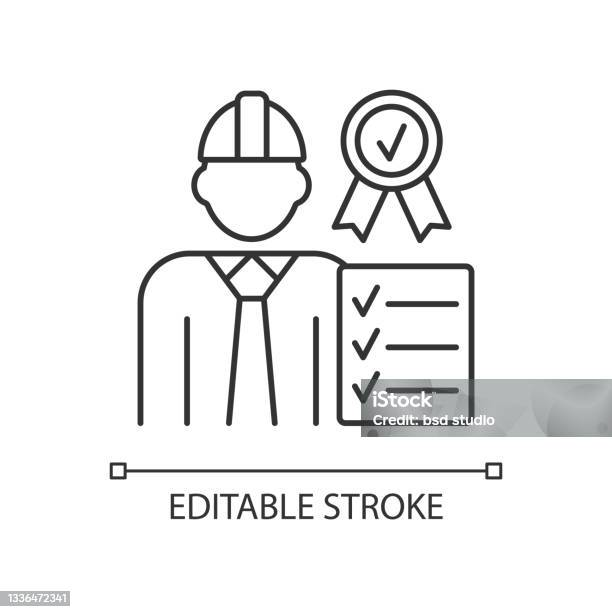 iStock
Credit: bsd studio
EDITABLE STROKE
1336472341